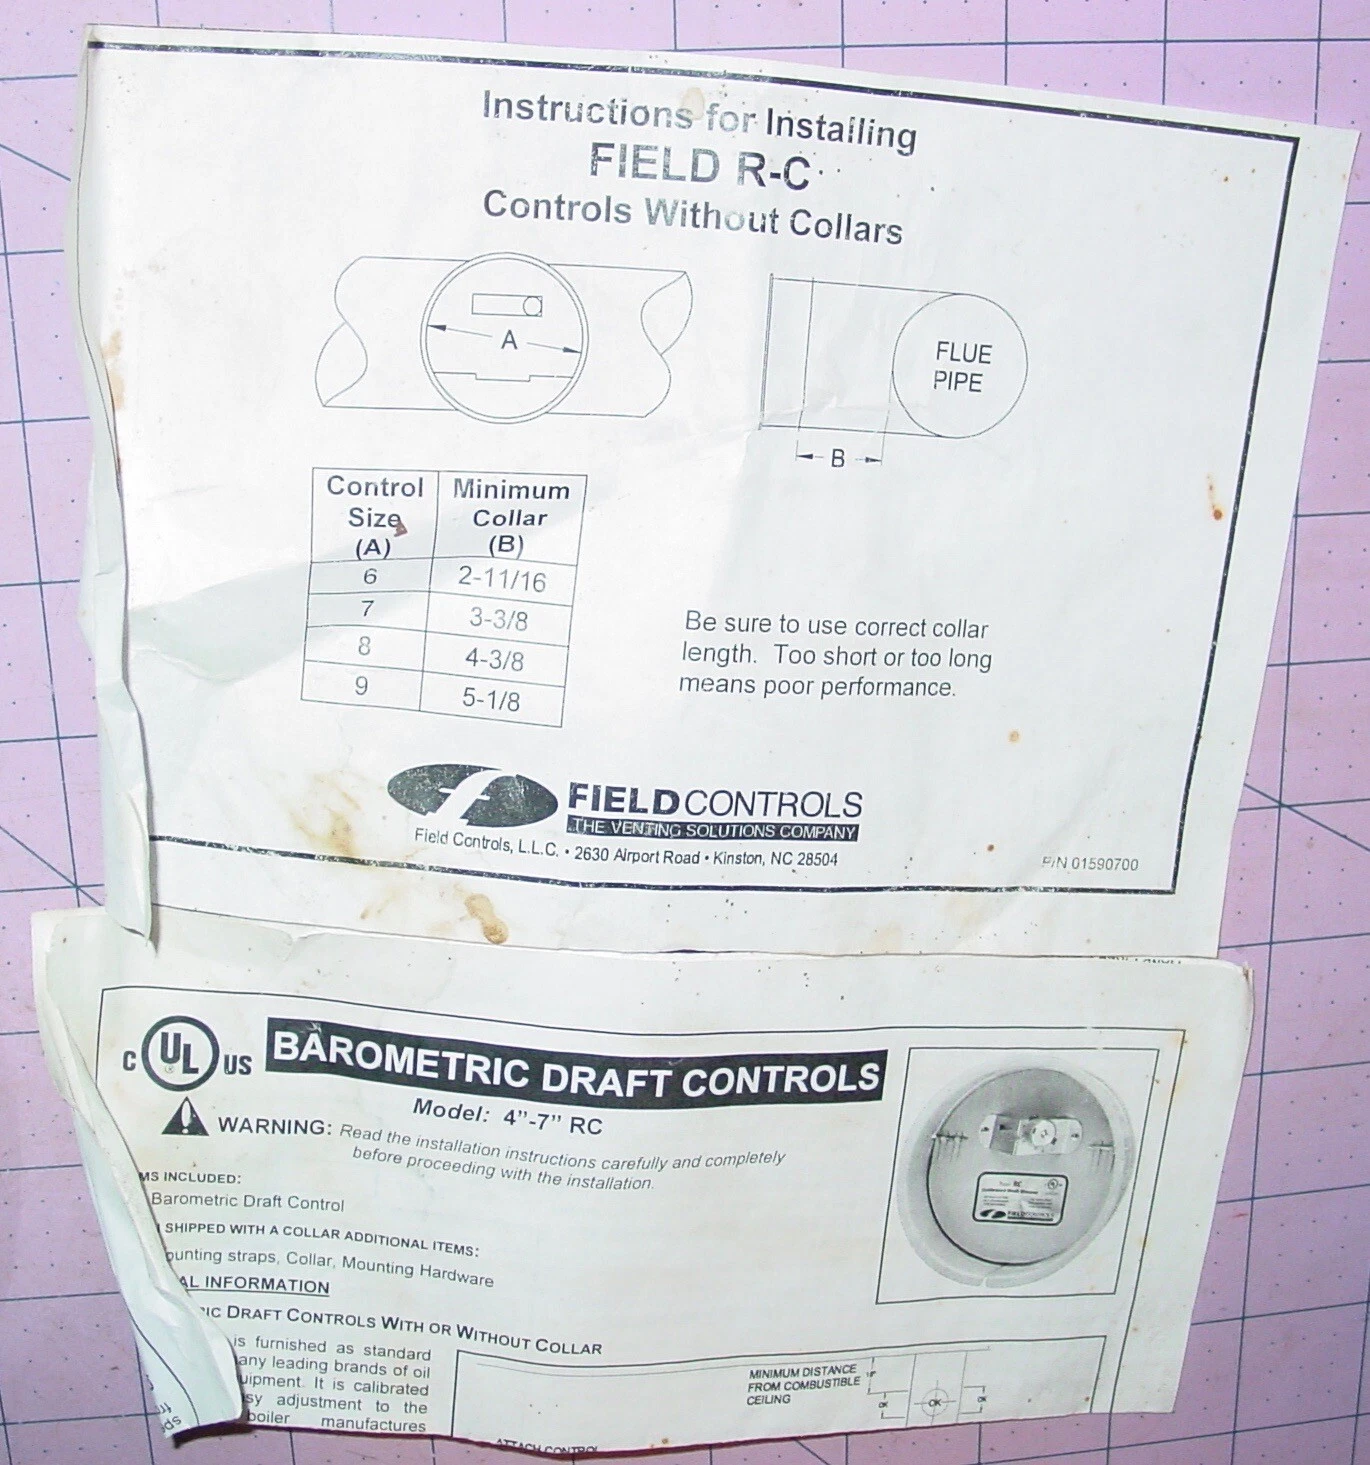 Instructions for Installing
FIELD R-C
Controls Without Collars
A
FLUE
PIPE
B
Control Size (A) Minimum Collar (B)
6 2-11/16
7 3-3/8
8 4-3/8
9 5-1/8
Be sure to use correct collar
length. Too short or too long
means poor performance.
FIELD CONTROLS
THE VENTING SOLUTIONS COMPANY
Field Controls, L.L.C. • 2630 Airport Road • Kinston, NC 28504
P/N 01590700
C UL US
BAROMETRIC DRAFT CONTROLS
Model: 4"-7" RC
WARNING: Read the installation instructions carefully and completely
before proceeding with the installation.
MS INCLUDED:
Barometric Draft Control
SHIPPED WITH A COLLAR ADDITIONAL ITEMS:
ounting straps, Collar, Mounting Hardware
AL INFORMATION
IC DRAFT CONTROLS WITH OR WITHOUT COLLAR
is furnished as standard
any leading brands of oil
uipment. It is calibrated
sy adjustment to the
boiler manufactures
MINIMUM DISTANCE
FROM COMBUSTIBLE
CEILING
18"
OK OK OK
ATTACH CONTROL